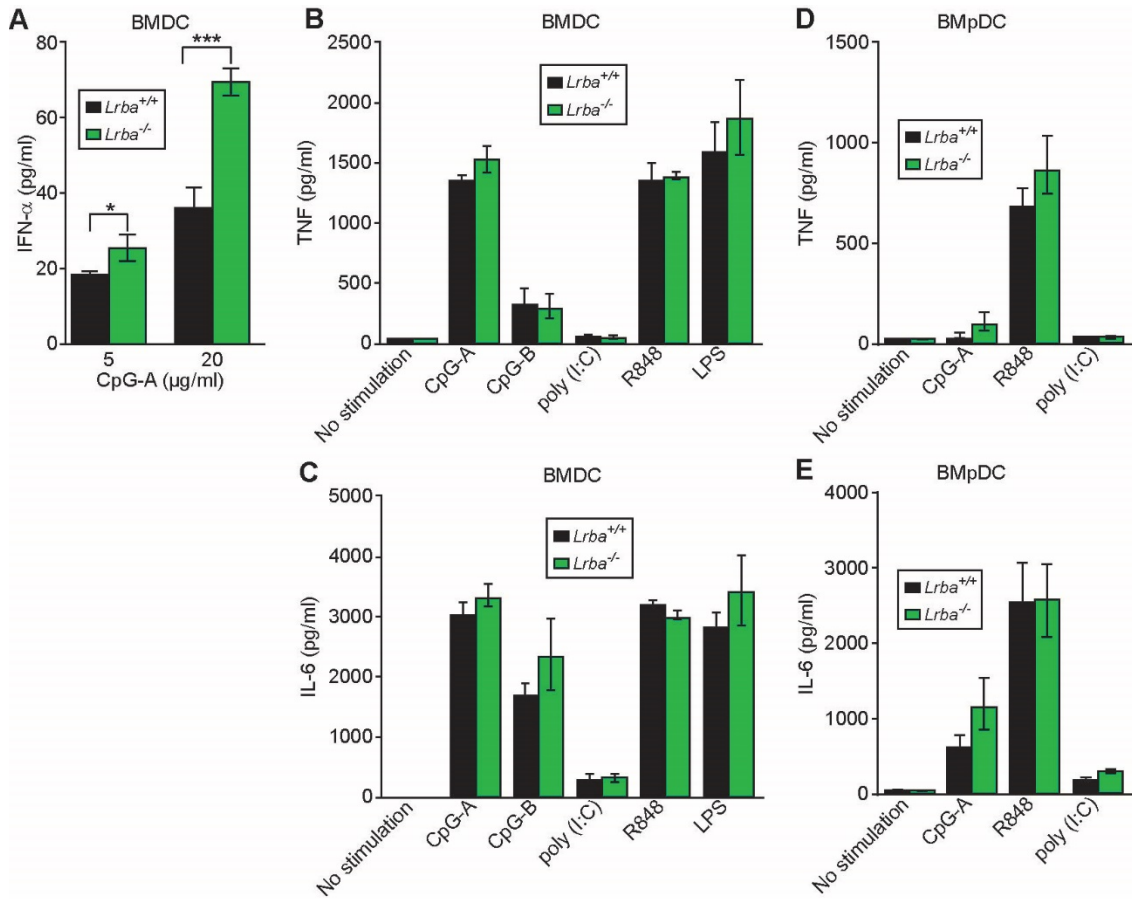 A
BMDC
IFN-α (pg/ml)
80
60
40
20
0
***
*
Lrba+/+
Lrba-/-
5
20
CpG-A (µg/ml)
B
BMDC
TNF (pg/ml)
2500
2000
1500
1000
500
0
Lrba+/+
Lrba-/-
No stimulation
CpG-A
CpG-B
poly (I:C)
R848
LPS
D
BMpDC
TNF (pg/ml)
1500
1000
500
0
Lrba+/+
Lrba-/-
No stimulation
CpG-A
R848
poly (I:C)
C
BMDC
IL-6 (pg/ml)
5000
4000
3000
2000
1000
0
Lrba+/+
Lrba-/-
No stimulation
CpG-A
CpG-B
poly (I:C)
R848
LPS
E
BMpDC
IL-6 (pg/ml)
4000
3000
2000
1000
0
Lrba+/+
Lrba-/-
No stimulation
CpG-A
R848
poly (I:C)